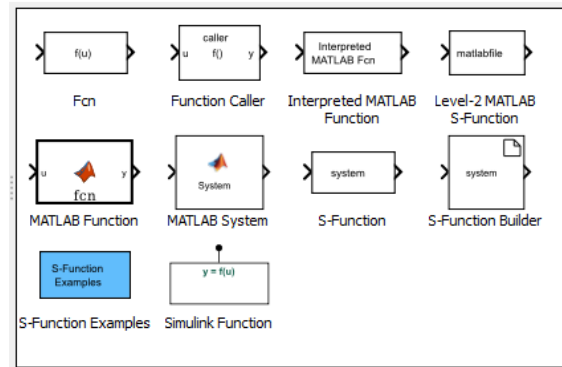 f(u)
Fcn
caller
u f() y
Function Caller
Interpreted
MATLAB Fcn
Interpreted MATLAB
Function
matlabfile
Level-2 MATLAB
S-Function
u y
fcn
MATLAB Function
System
MATLAB System
system
S-Function
system
S-Function Builder
S-Function
Examples
S-Function Examples
y = f(u)
Simulink Function